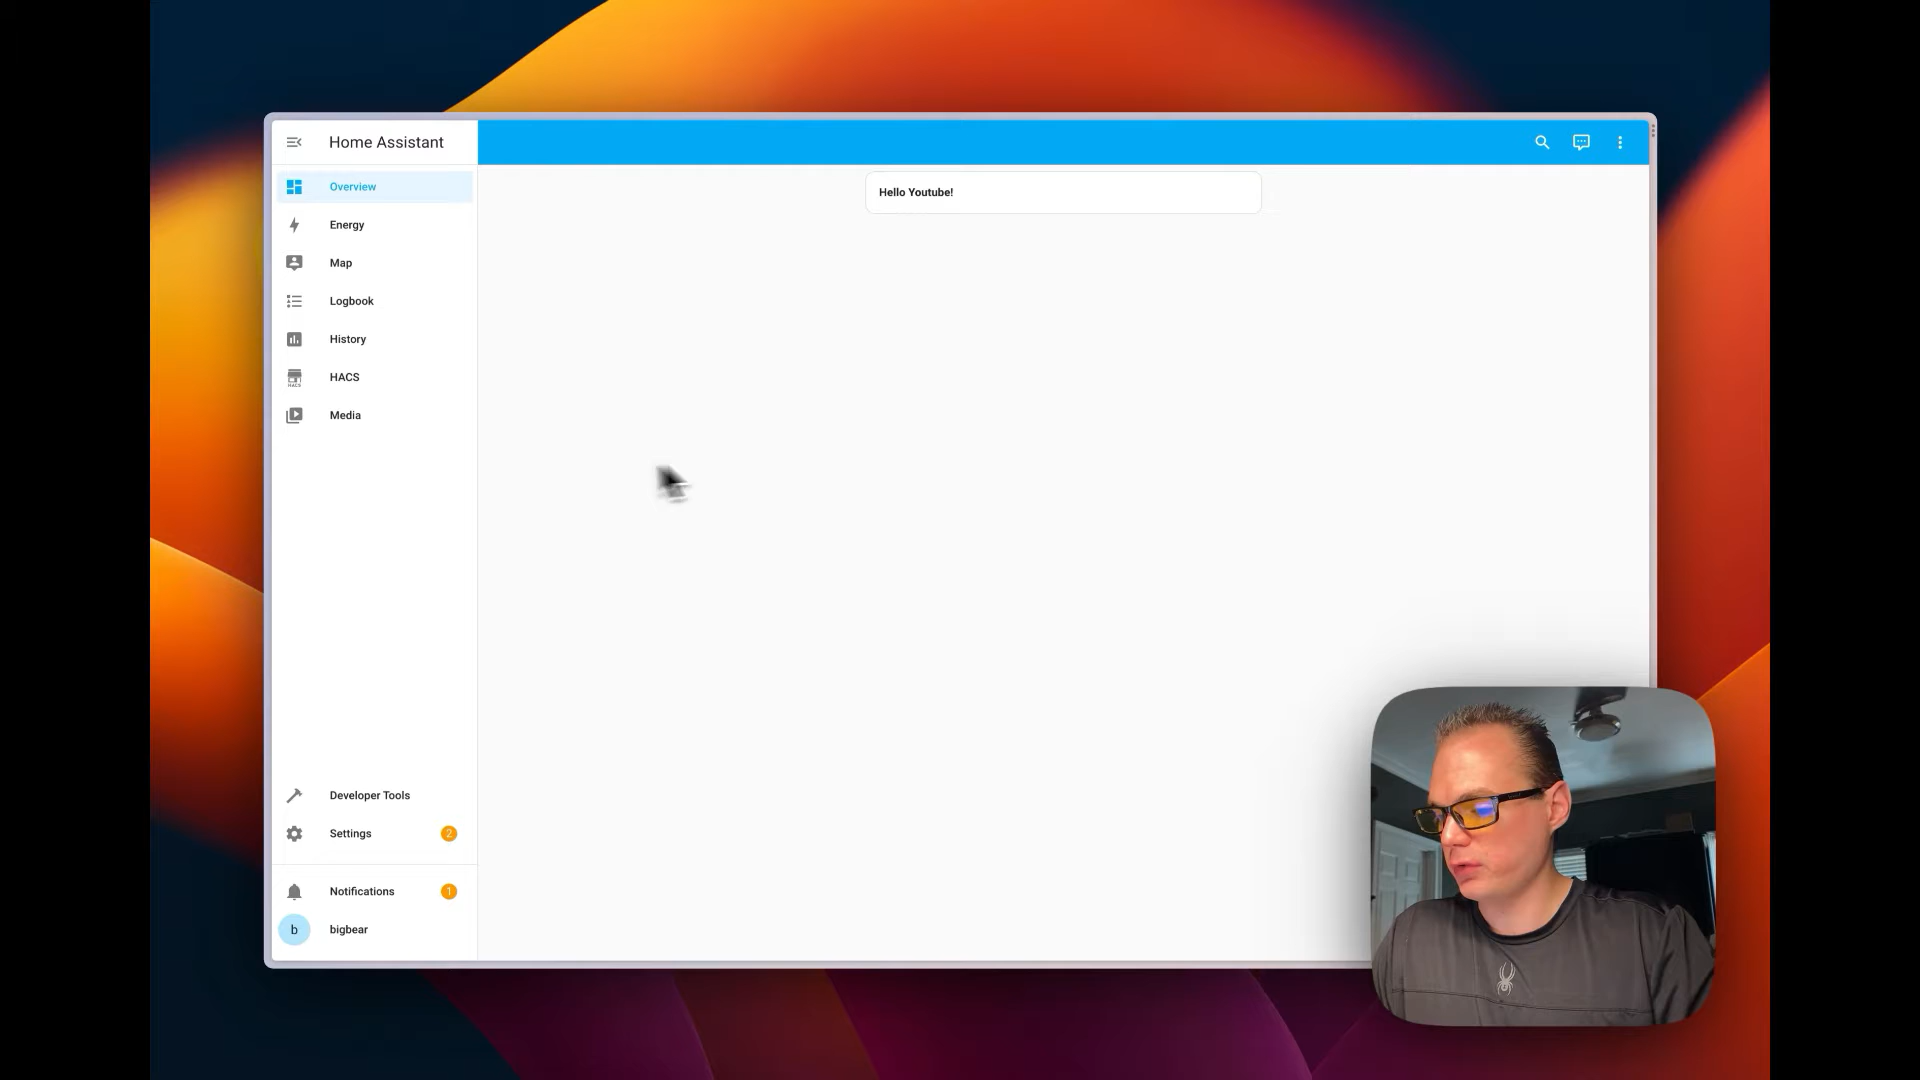 Home Assistant
Hello Youtube!
Overview
Energy
Map
Logbook
History
HACS
Media
Developer Tools
Settings 2
Notifications 1
b bigbear